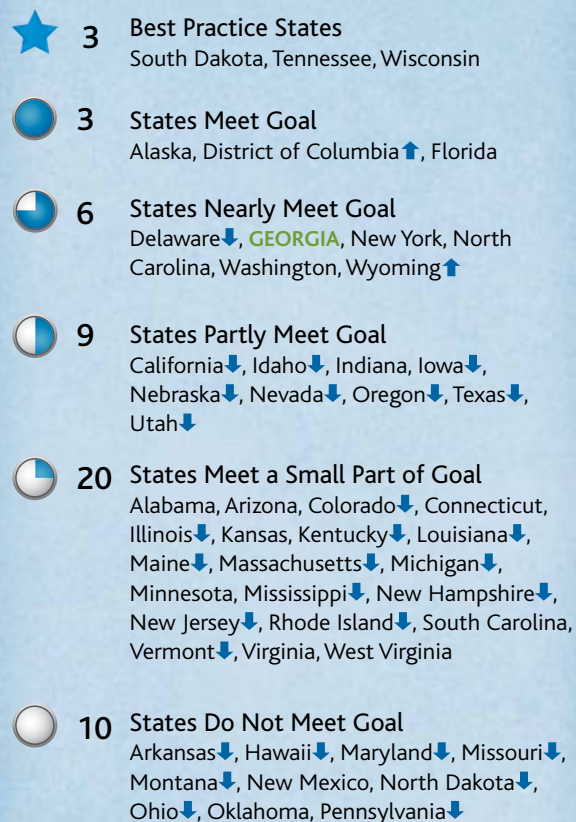 3 Best Practice States
South Dakota, Tennessee, Wisconsin
3 States Meet Goal
Alaska, District of Columbia⬆, Florida
6 States Nearly Meet Goal
Delaware⬇, GEORGIA, New York, North
Carolina, Washington, Wyoming⬆
9 States Partly Meet Goal
California⬇, Idaho⬇, Indiana, Iowa⬇,
Nebraska⬇, Nevada⬇, Oregon⬇, Texas⬇,
Utah⬇
20 States Meet a Small Part of Goal
Alabama, Arizona, Colorado⬇, Connecticut,
Illinois⬇, Kansas, Kentucky⬇, Louisiana⬇,
Maine⬇, Massachusetts⬇, Michigan⬇,
Minnesota, Mississippi⬇, New Hampshire⬇,
New Jersey⬇, Rhode Island⬇, South Carolina,
Vermont⬇, Virginia, West Virginia
10 States Do Not Meet Goal
Arkansas⬇, Hawaii⬇, Maryland⬇, Missouri⬇,
Montana⬇, New Mexico, North Dakota⬇,
Ohio⬇, Oklahoma, Pennsylvania⬇